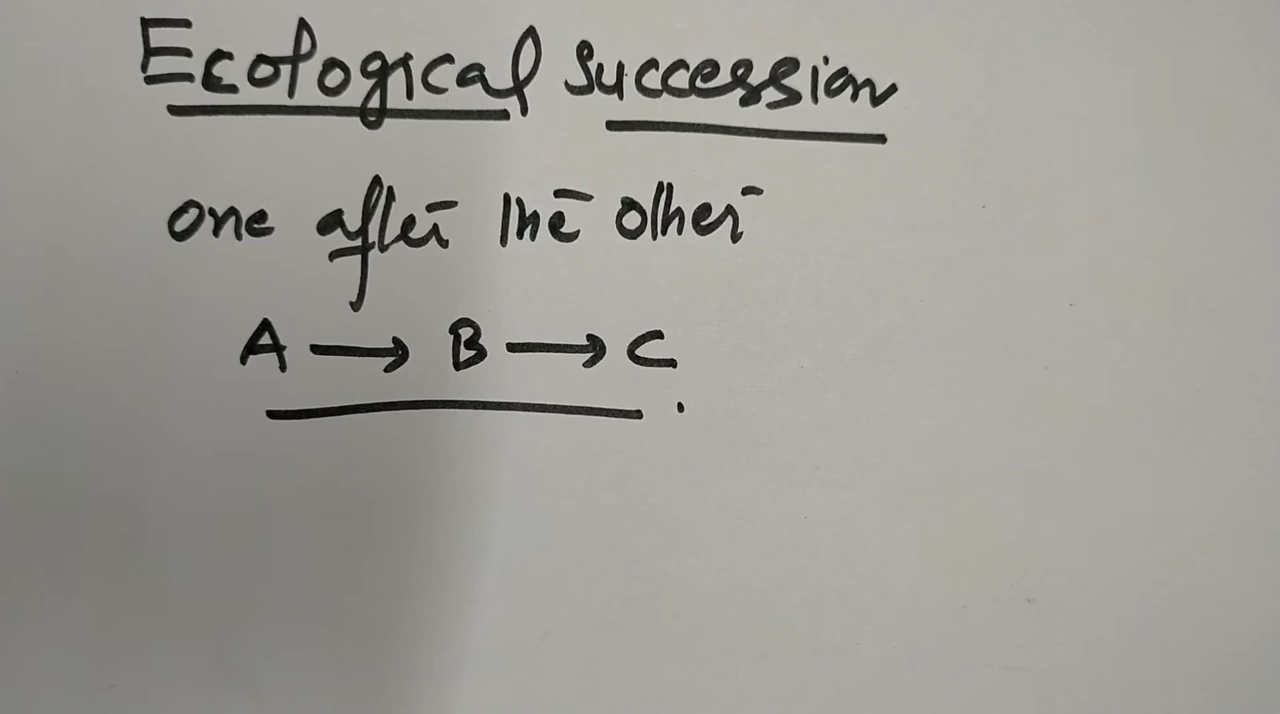 Ecological Succession
one after the other
A → B → C.